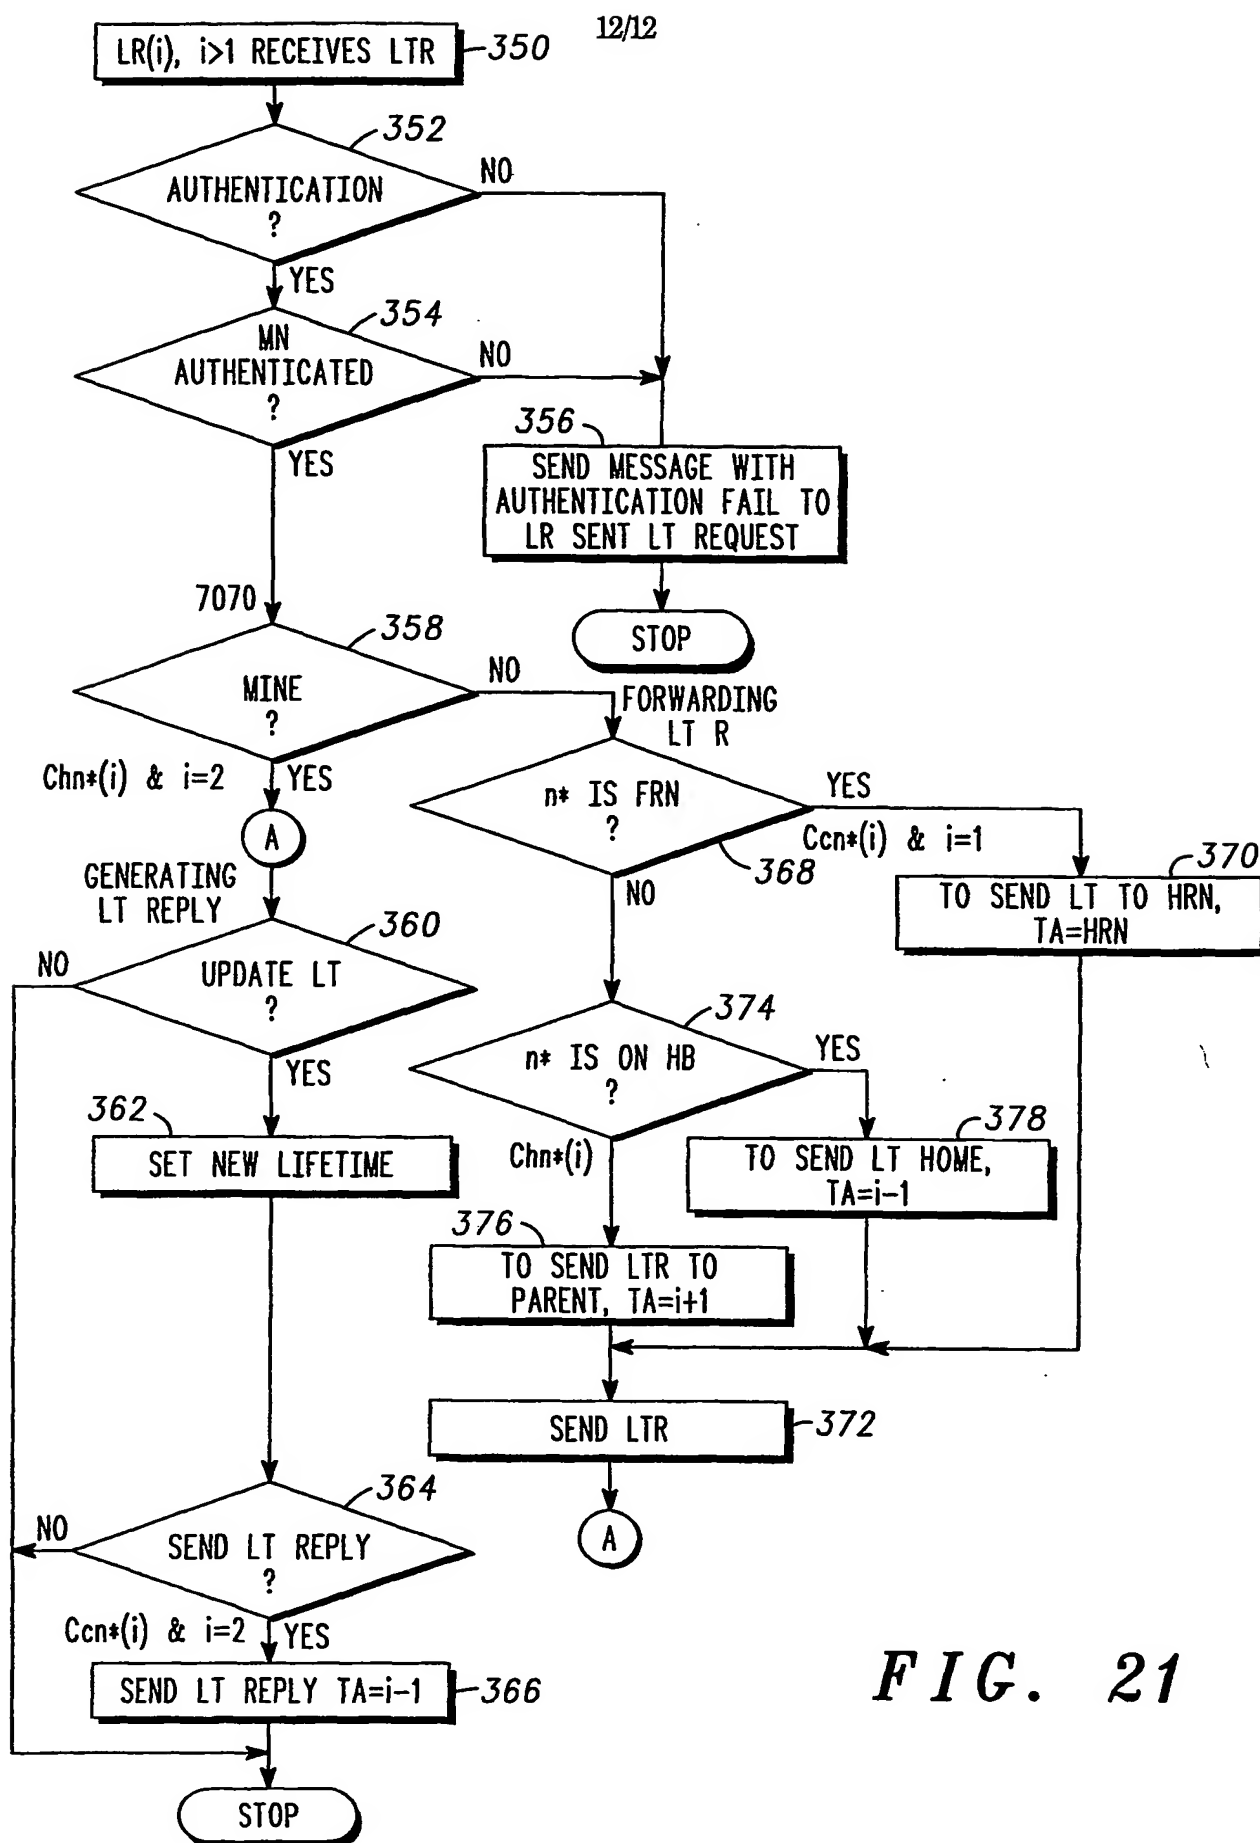 12/12
LR(i), i>1 RECEIVES LTR
350
352
AUTHENTICATION
?
NO
YES
354
MN
AUTHENTICATED
?
NO
YES
356
SEND MESSAGE WITH
AUTHENTICATION FAIL TO
LR SENT LT REQUEST
STOP
7070
358
MINE
?
NO
FORWARDING
LT R
Chn*(i) & i=2
YES
A
n* IS FRN
?
YES
Ccn*(i) & i=1
368
NO
370
TO SEND LT TO HRN,
TA=HRN
GENERATING
LT REPLY
360
NO
UPDATE LT
?
YES
374
n* IS ON HB
?
YES
Chn*(i)
378
TO SEND LT HOME,
TA=i-1
362
SET NEW LIFETIME
376
TO SEND LTR TO
PARENT, TA=i+1
SEND LTR
372
A
364
NO
SEND LT REPLY
?
Ccn*(i) & i=2
YES
SEND LT REPLY TA=i-1
366
STOP
FIG. 21